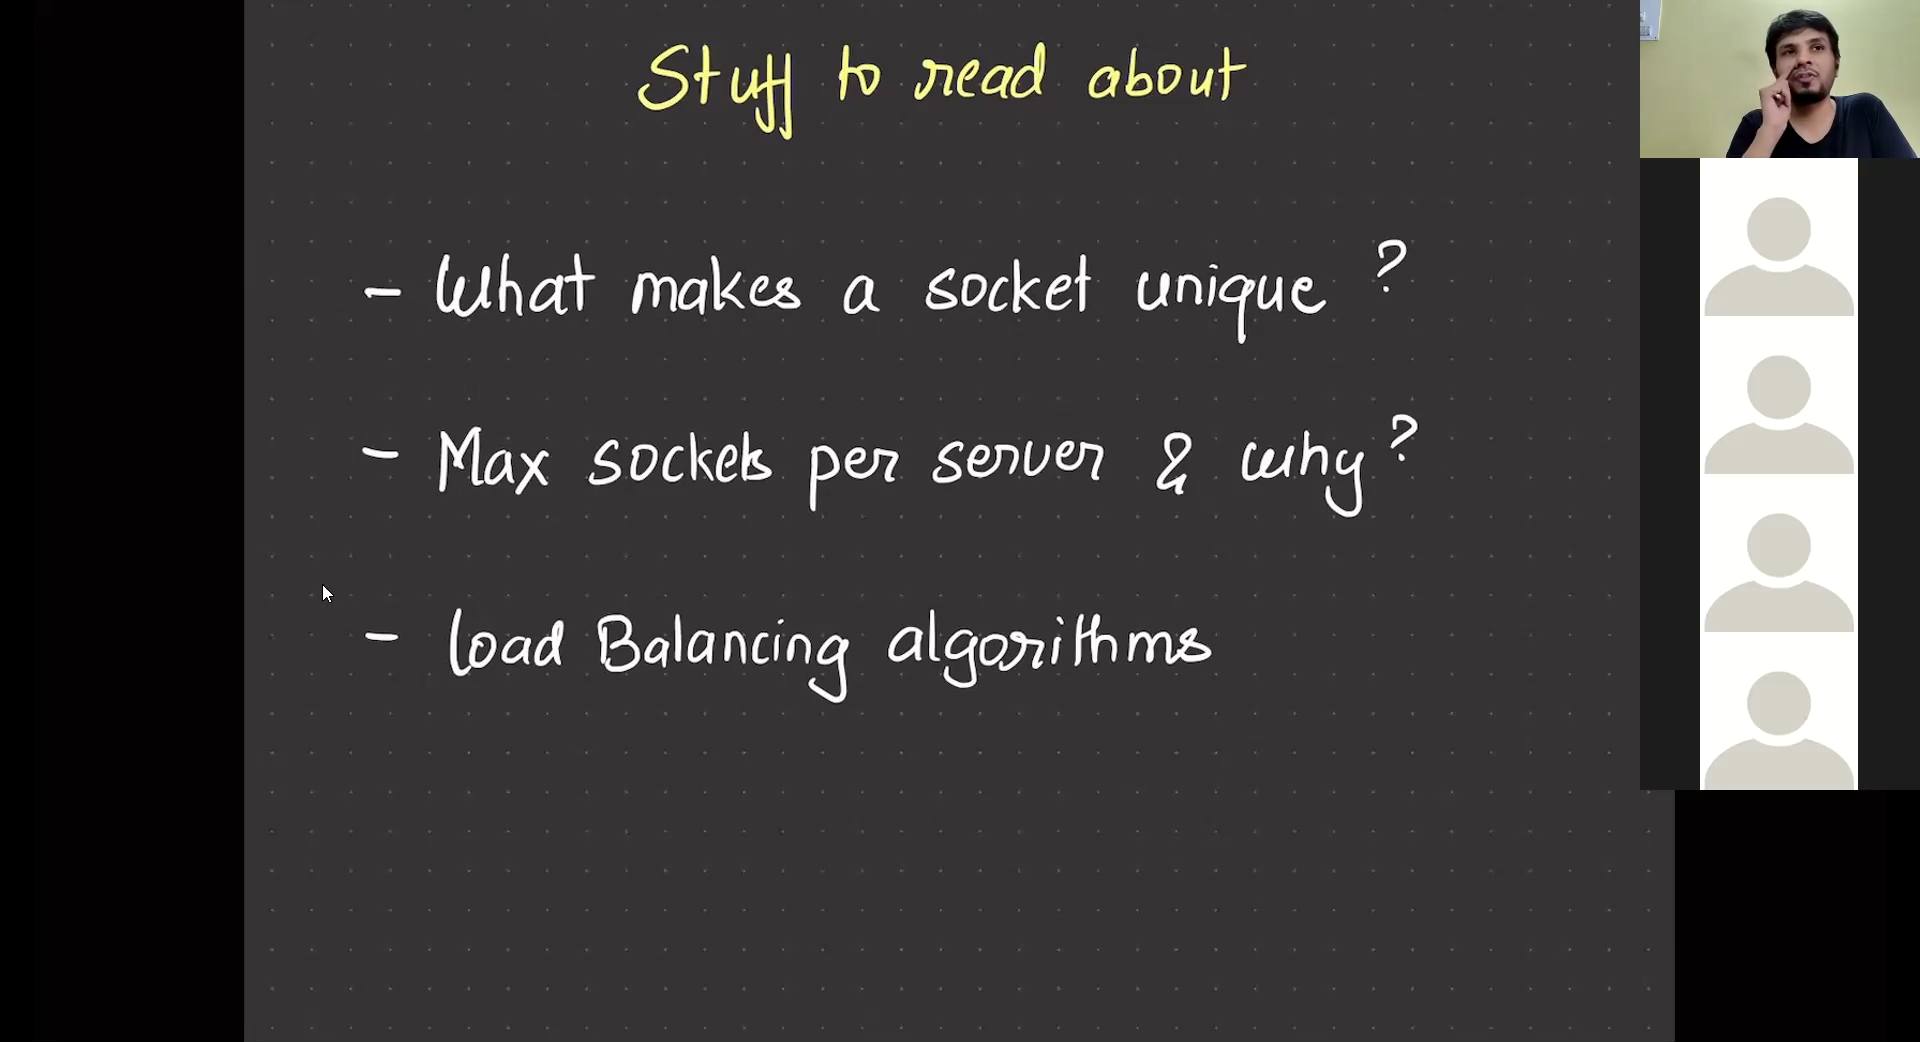 Stuff to read about
- What makes a socket unique ?
- Max sockets per server & why ?
- Load Balancing algorithms